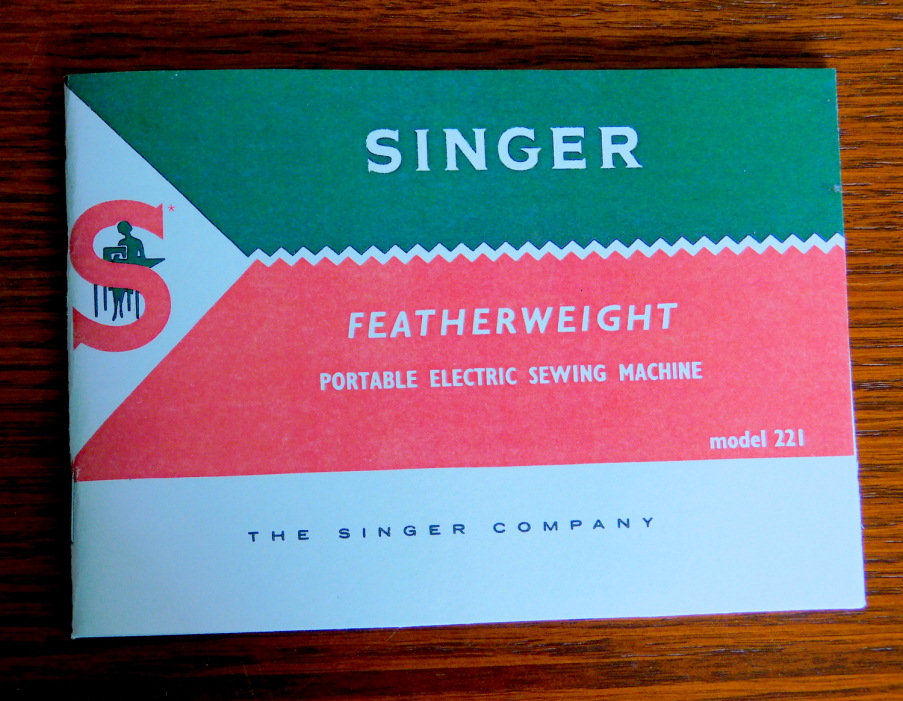 SINGER
S*
FEATHERWEIGHT
PORTABLE ELECTRIC SEWING MACHINE
model 221
THE SINGER COMPANY